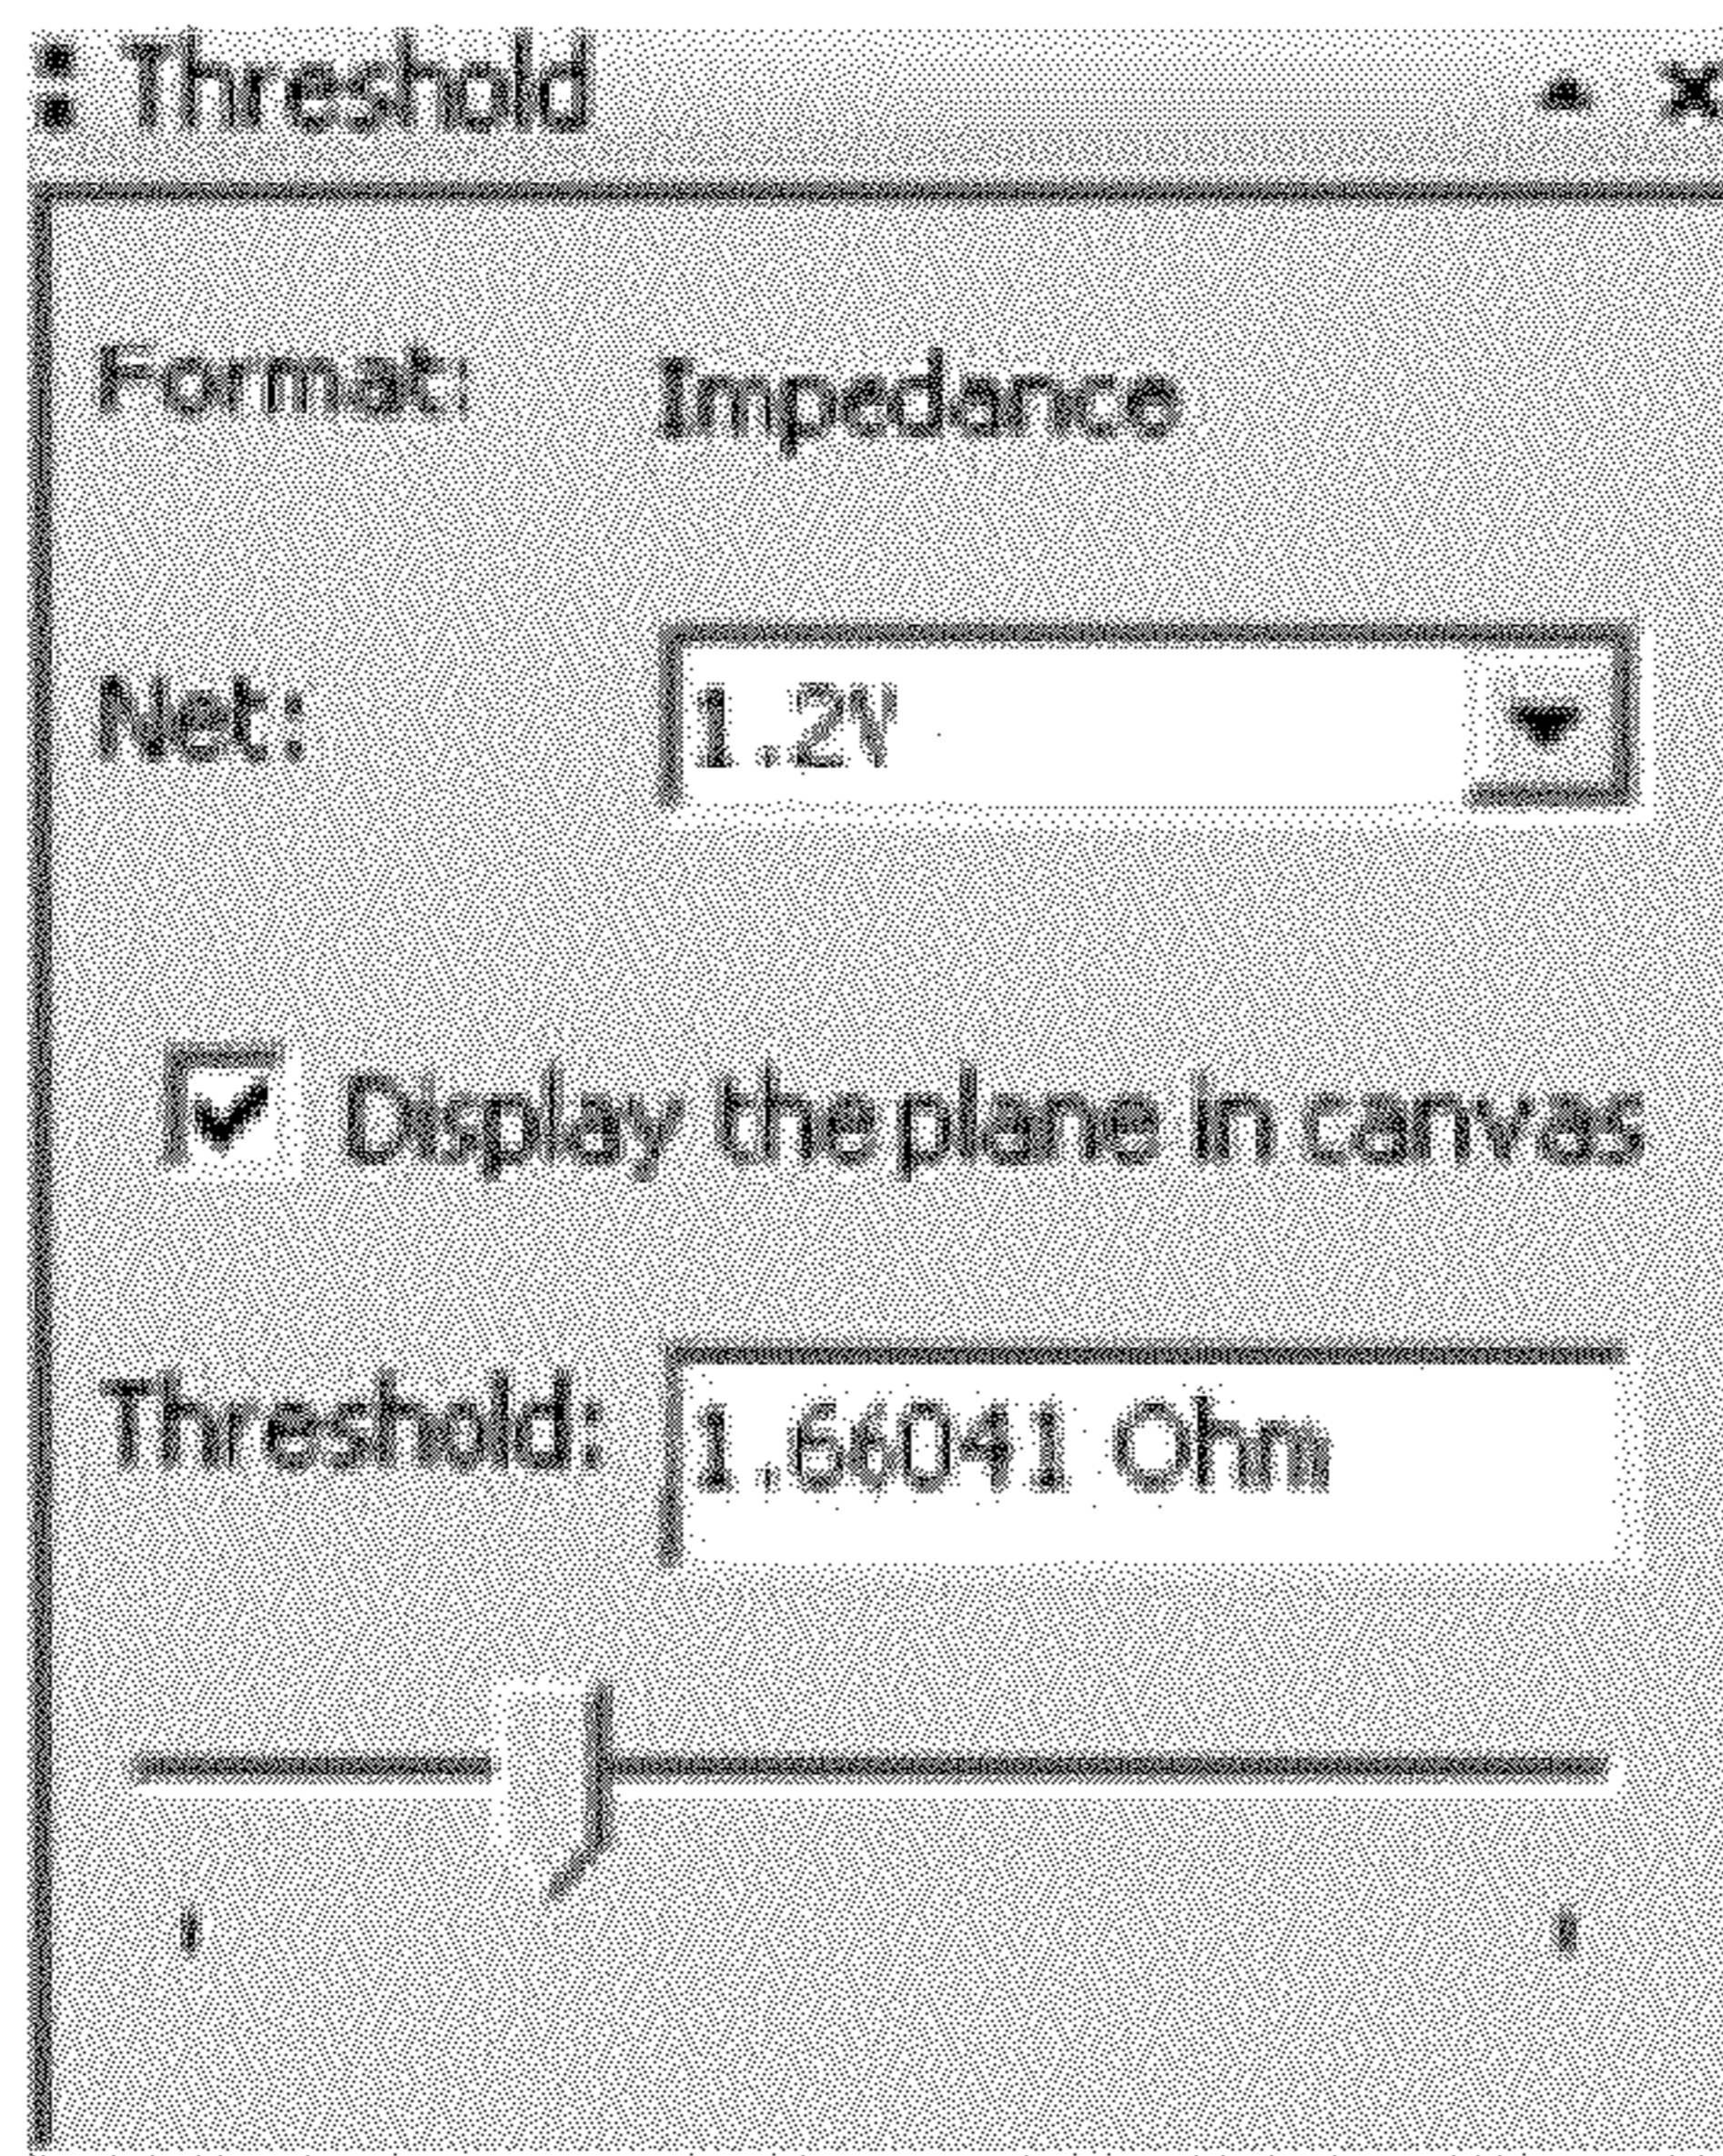 Threshold
Format: Impedance
Net: 1.2V
Display the plane in canvas
Threshold: 1.66041 Ohm